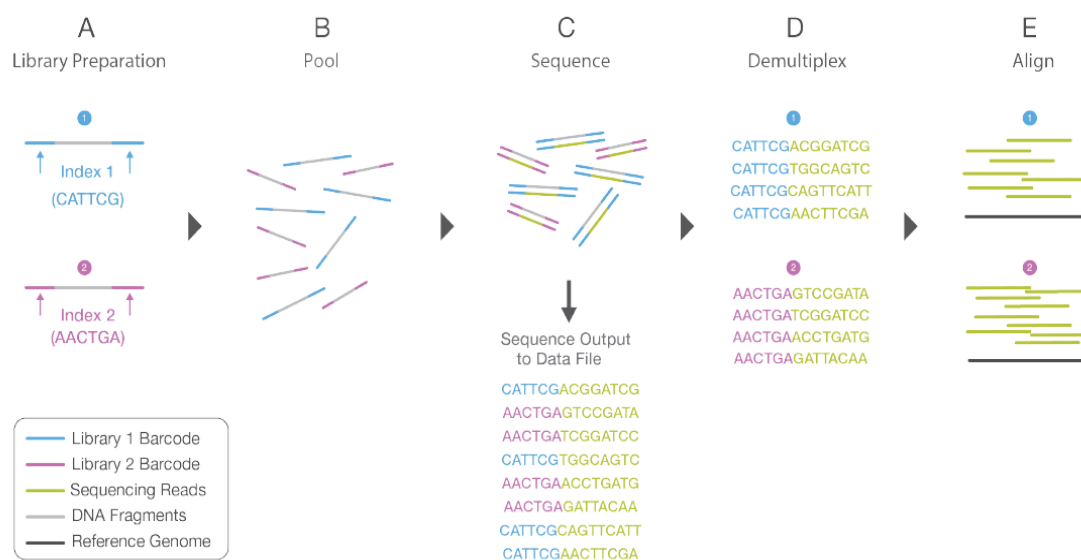 A
Library Preparation
1
Index 1
(CATTCG)
2
Index 2
(AACTGA)
B
Pool
C
Sequence
Sequence Output
to Data File
CATTCGACGGATCG
AACTGAGTCCGATA
AACTGATCGGATCC
CATTCGTGGCAGTC
AACTGAACCTGATG
AACTGAGATTACAA
CATTCGCAGTTCATT
CATTCGAACTTCGA
D
Demultiplex
1
CATTCGACGGATCG
CATTCGTGGCAGTC
CATTCGCAGTTCATT
CATTCGAACTTCGA
2
AACTGAGTCCGATA
AACTGATCGGATCC
AACTGAACCTGATG
AACTGAGATTACAA
E
Align
1
2
Library 1 Barcode
Library 2 Barcode
Sequencing Reads
DNA Fragments
Reference Genome